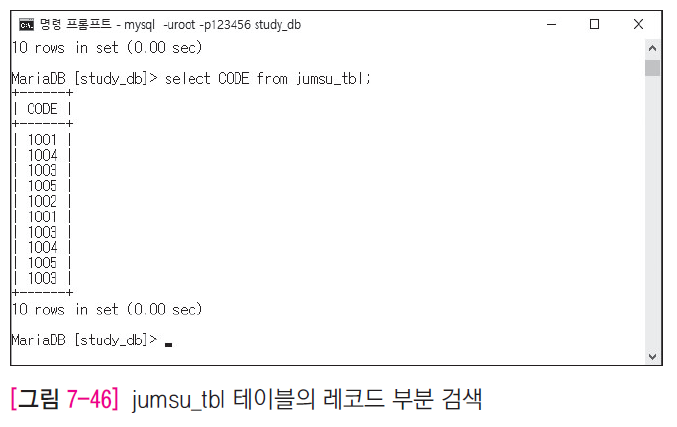 명령 프롬프트 - mysql -uroot -p123456 study_db
10 rows in set (0.00 sec)
MariaDB [study_db]> select CODE from jumsu_tbl;
+------+
| CODE |
+------+
| 1001 |
| 1004 |
| 1003 |
| 1005 |
| 1002 |
| 1001 |
| 1003 |
| 1004 |
| 1005 |
| 1003 |
+------+
10 rows in set (0.00 sec)
MariaDB [study_db]>
[그림 7-46] jumsu_tbl 테이블의 레코드 부분 검색